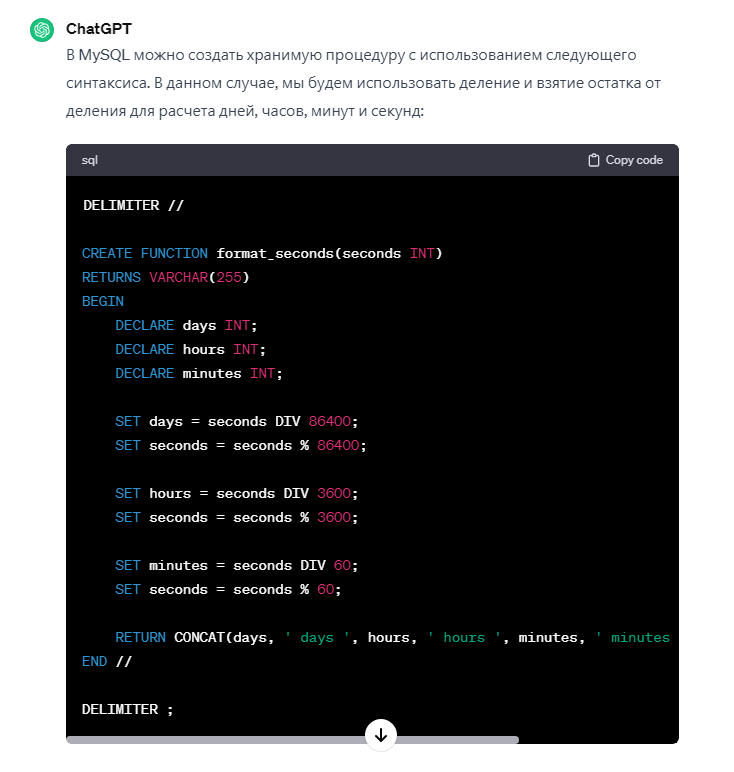 ChatGPT
В MySQL можно создать хранимую процедуру с использованием следующего
синтаксиса. В данном случае, мы будем использовать деление и взятие остатка от
деления для расчета дней, часов, минут и секунд:
sql
Copy code
DELIMITER //
CREATE FUNCTION format_seconds(seconds INT)
RETURNS VARCHAR(255)
BEGIN
    DECLARE days INT;
    DECLARE hours INT;
    DECLARE minutes INT;
    SET days = seconds DIV 86400;
    SET seconds = seconds % 86400;
    SET hours = seconds DIV 3600;
    SET seconds = seconds % 3600;
    SET minutes = seconds DIV 60;
    SET seconds = seconds % 60;
    RETURN CONCAT(days, ' days ', hours, ' hours ', minutes, ' minutes
END //
DELIMITER ;